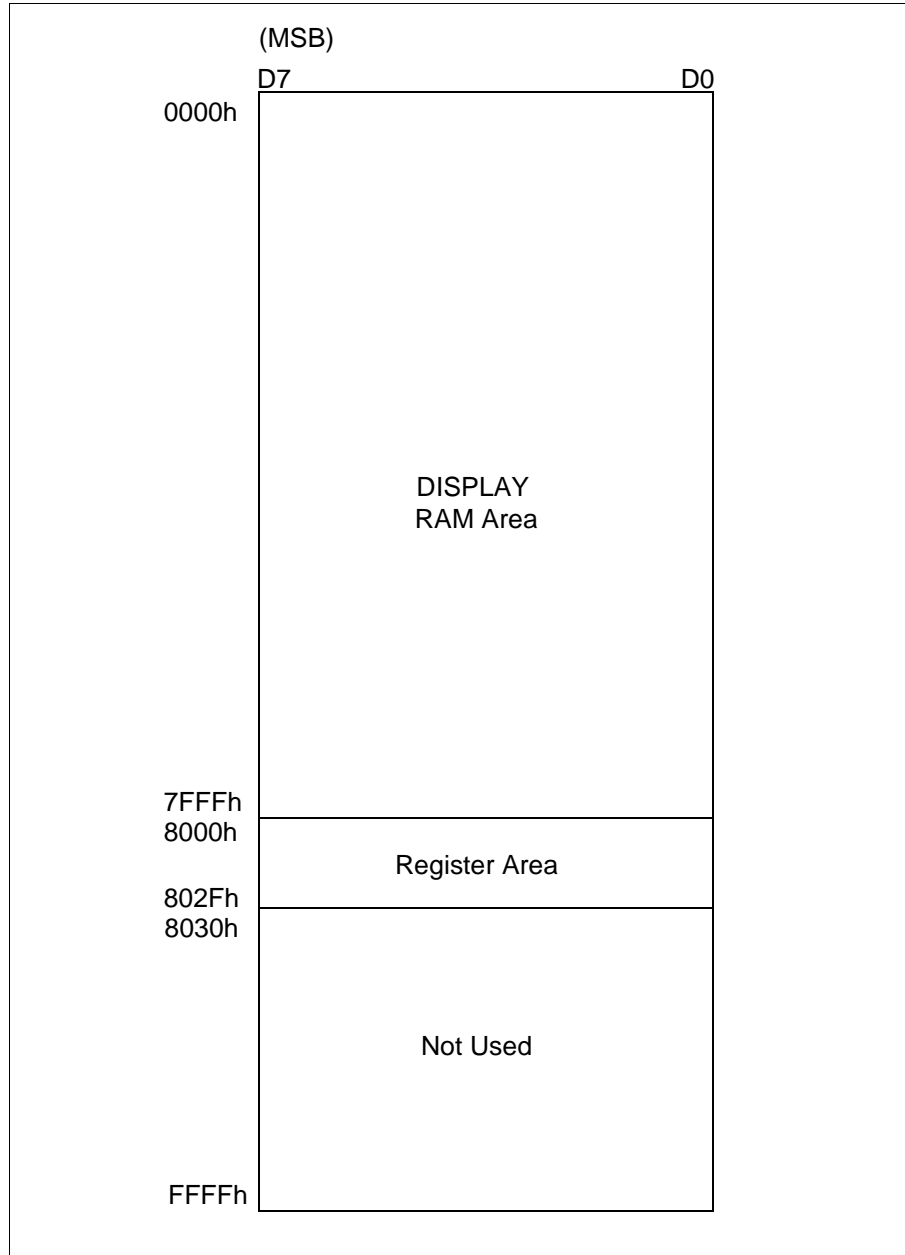 (MSB)
D7 D0
0000h
DISPLAY
RAM Area
7FFFh
8000h
Register Area
802Fh
8030h
Not Used
FFFFh